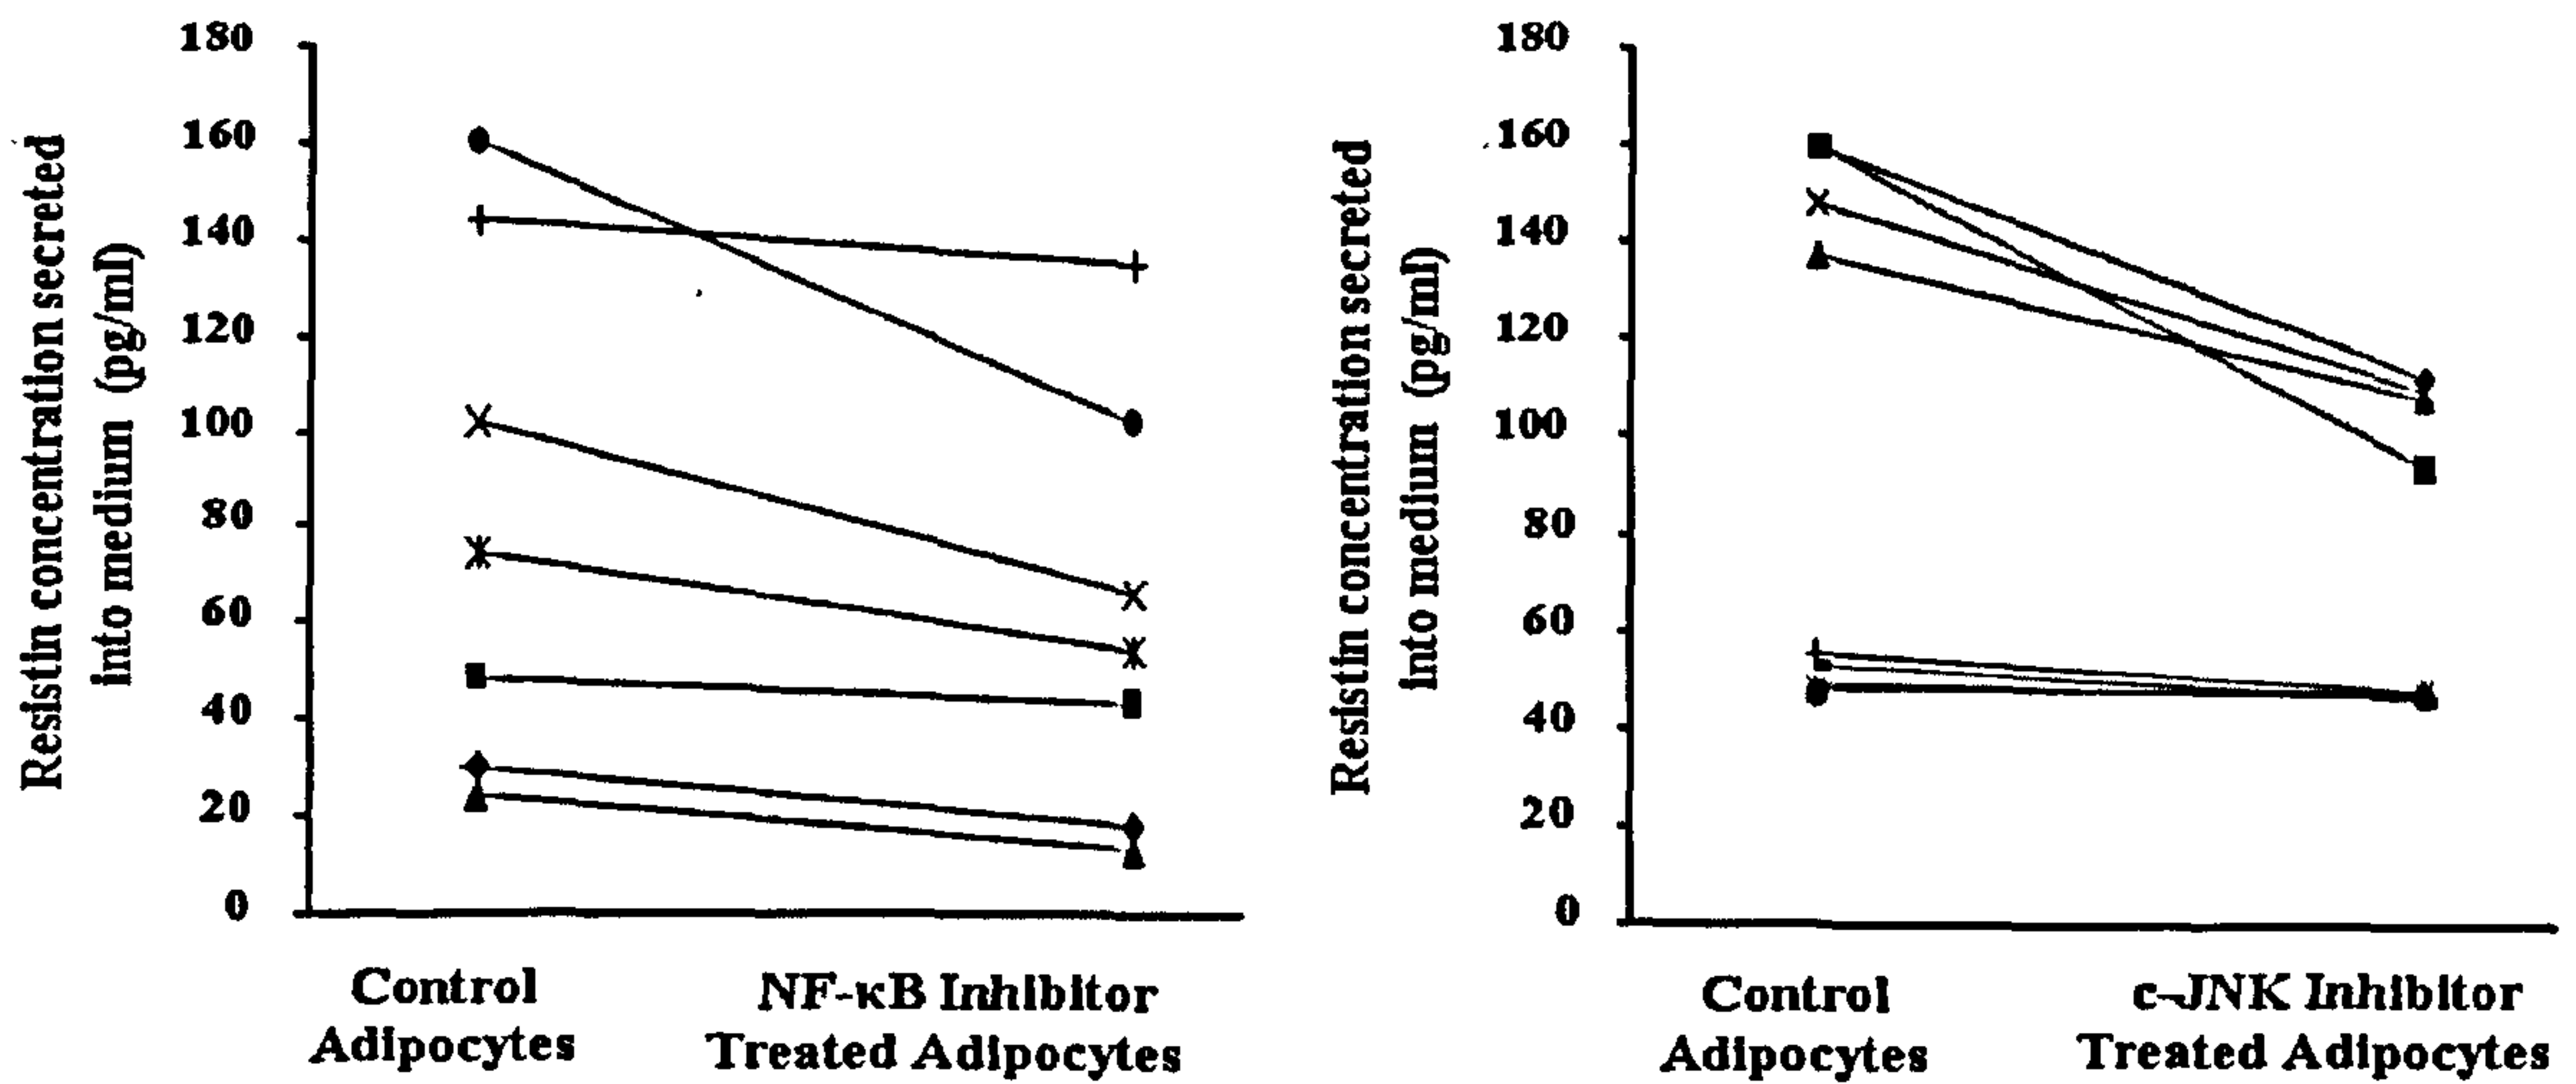 Resistin concentration secreted
into medium (pg/ml)
180
160
140
120
100
80
60
40
20
0
Control
Adipocytes
NF-κB Inhibitor
Treated Adipocytes
Resistin concentration secreted
into medium (pg/ml)
180
160
140
120
100
80
60
40
20
0
Control
Adipocytes
c-JNK Inhibitor
Treated Adipocytes